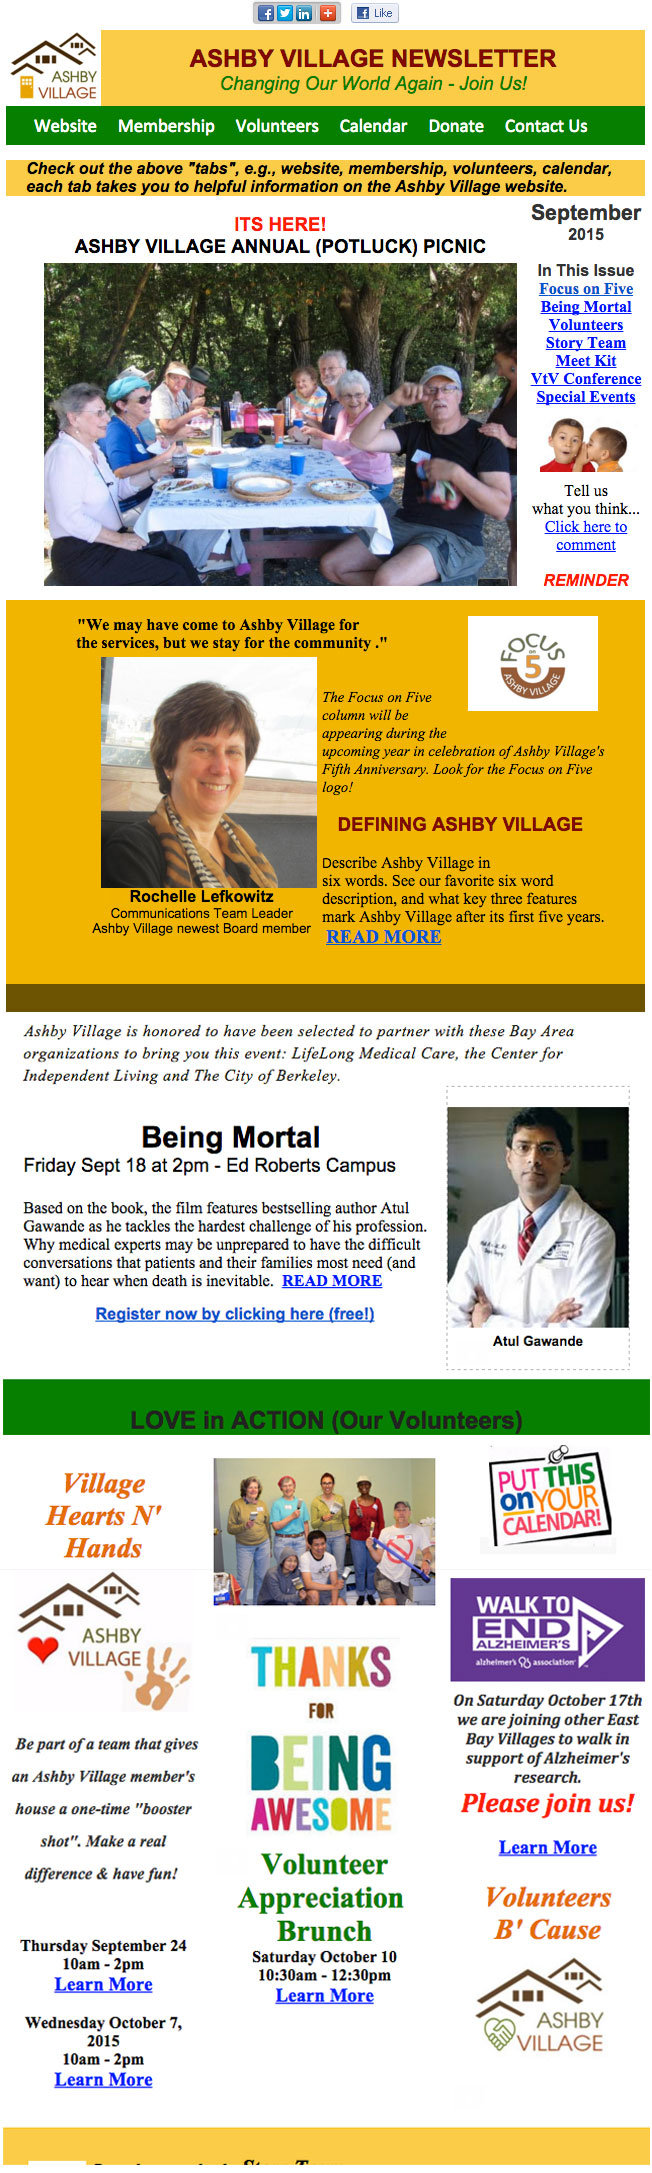 Like
ASHBY
VILLAGE
ASHBY VILLAGE NEWSLETTER
Changing Our World Again - Join Us!
Website Membership Volunteers Calendar Donate Contact Us
Check out the above "tabs", e.g., website, membership, volunteers, calendar,
each tab takes you to helpful information on the Ashby Village website.
ITS HERE!
ASHBY VILLAGE ANNUAL (POTLUCK) PICNIC
September
2015
In This Issue
Focus on Five
Being Mortal
Volunteers
Story Team
Meet Kit
VtV Conference
Special Events
Tell us
what you think...
Click here to
comment
REMINDER
"We may have come to Ashby Village for
the services, but we stay for the community ."
FOCUS
on
5
ASHBY VILLAGE
The Focus on Five
column will be
appearing during the
upcoming year in celebration of Ashby Village's
Fifth Anniversary. Look for the Focus on Five
logo!
DEFINING ASHBY VILLAGE
Describe Ashby Village in
six words. See our favorite six word
description, and what key three features
mark Ashby Village after its first five years.
READ MORE
Rochelle Lefkowitz
Communications Team Leader
Ashby Village newest Board member
Ashby Village is honored to have been selected to partner with these Bay Area
organizations to bring you this event: LifeLong Medical Care, the Center for
Independent Living and The City of Berkeley.
Being Mortal
Friday Sept 18 at 2pm - Ed Roberts Campus
Based on the book, the film features bestselling author Atul
Gawande as he tackles the hardest challenge of his profession.
Why medical experts may be unprepared to have the difficult
conversations that patients and their families most need (and
want) to hear when death is inevitable. READ MORE
Register now by clicking here (free!)
Atul Gawande
LOVE in ACTION (Our Volunteers)
Village
Hearts N'
Hands
ASHBY
VILLAGE
Be part of a team that gives
an Ashby Village member's
house a one-time "booster
shot". Make a real
difference & have fun!
Thursday September 24
10am - 2pm
Learn More
Wednesday October 7,
2015
10am - 2pm
Learn More
THANKS
FOR
BEING
AWESOME
Volunteer
Appreciation
Brunch
Saturday October 10
10:30am - 12:30pm
Learn More
PUT THIS
on YOUR
CALENDAR!
WALK TO
END
ALZHEIMER'S
alzheimer's association
On Saturday October 17th
we are joining other East
Bay Villages to walk in
support of Alzheimer's
research.
Please join us!
Learn More
Volunteers
B' Cause
ASHBY
VILLAGE